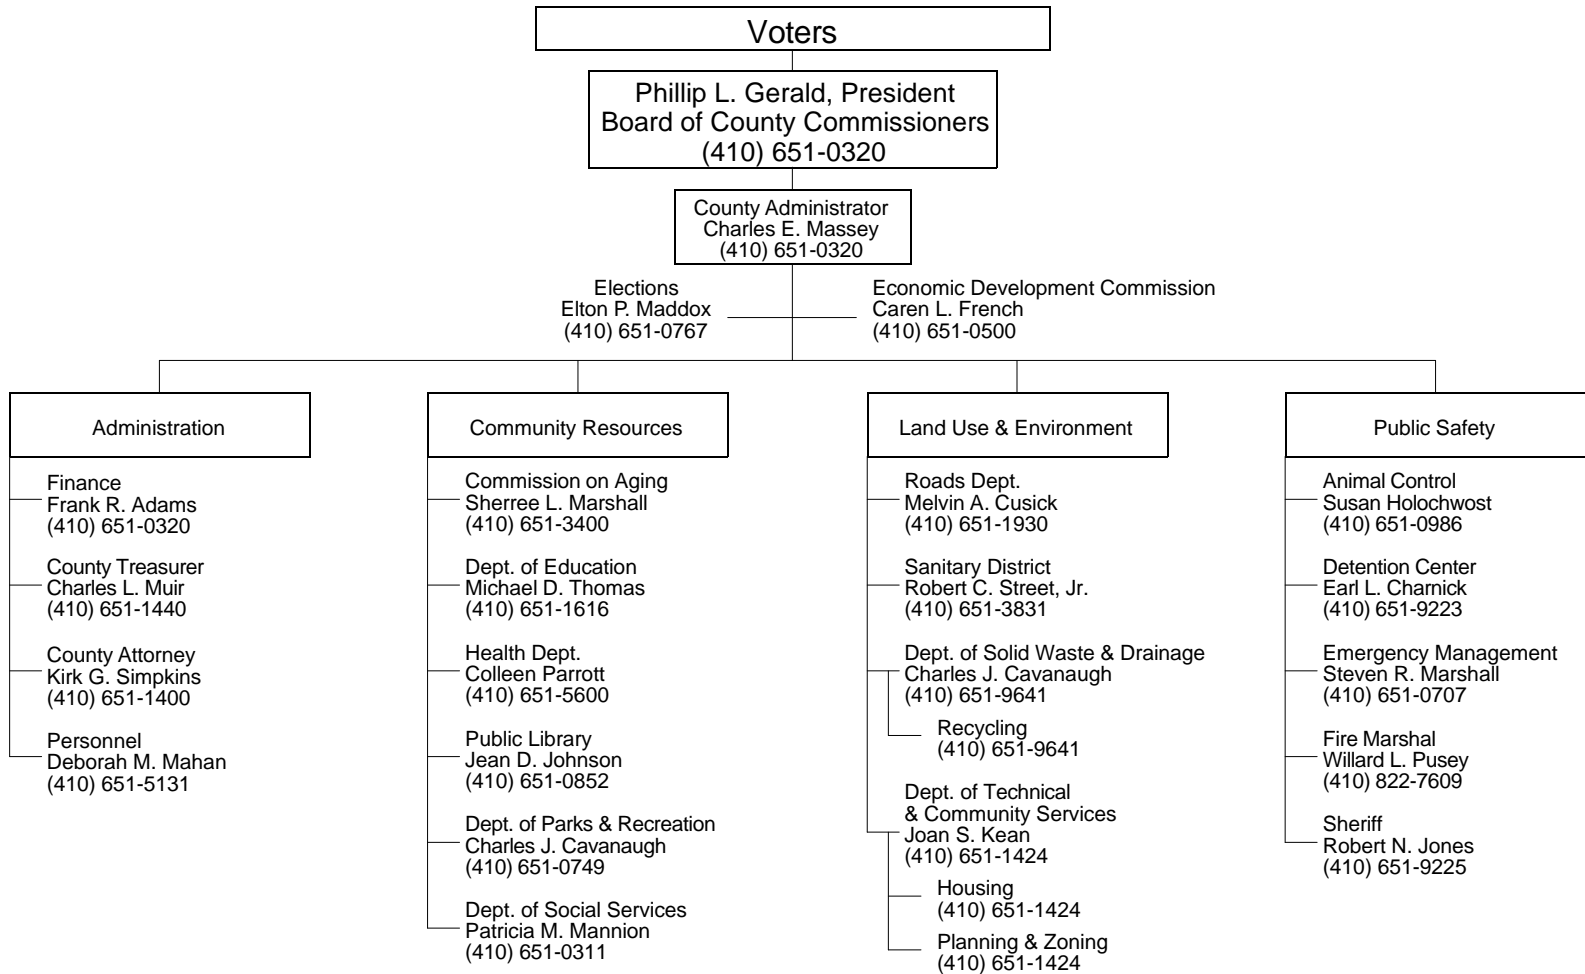 Voters
Phillip L. Gerald, President
Board of County Commissioners
(410) 651-0320
County Administrator
Charles E. Massey
(410) 651-0320
Elections
Elton P. Maddox
(410) 651-0767
Economic Development Commission
Caren L. French
(410) 651-0500
Administration
Finance
Frank R. Adams
(410) 651-0320
County Treasurer
Charles L. Muir
(410) 651-1440
County Attorney
Kirk G. Simpkins
(410) 651-1400
Personnel
Deborah M. Mahan
(410) 651-5131
Community Resources
Commission on Aging
Sherree L. Marshall
(410) 651-3400
Dept. of Education
Michael D. Thomas
(410) 651-1616
Health Dept.
Colleen Parrott
(410) 651-5600
Public Library
Jean D. Johnson
(410) 651-0852
Dept. of Parks & Recreation
Charles J. Cavanaugh
(410) 651-0749
Dept. of Social Services
Patricia M. Mannion
(410) 651-0311
Land Use & Environment
Roads Dept.
Melvin A. Cusick
(410) 651-1930
Sanitary District
Robert C. Street, Jr.
(410) 651-3831
Dept. of Solid Waste & Drainage
Charles J. Cavanaugh
(410) 651-9641
Recycling
(410) 651-9641
Dept. of Technical
& Community Services
Joan S. Kean
(410) 651-1424
Housing
(410) 651-1424
Planning & Zoning
(410) 651-1424
Public Safety
Animal Control
Susan Holochwost
(410) 651-0986
Detention Center
Earl L. Charnick
(410) 651-9223
Emergency Management
Steven R. Marshall
(410) 651-0707
Fire Marshal
Willard L. Pusey
(410) 822-7609
Sheriff
Robert N. Jones
(410) 651-9225